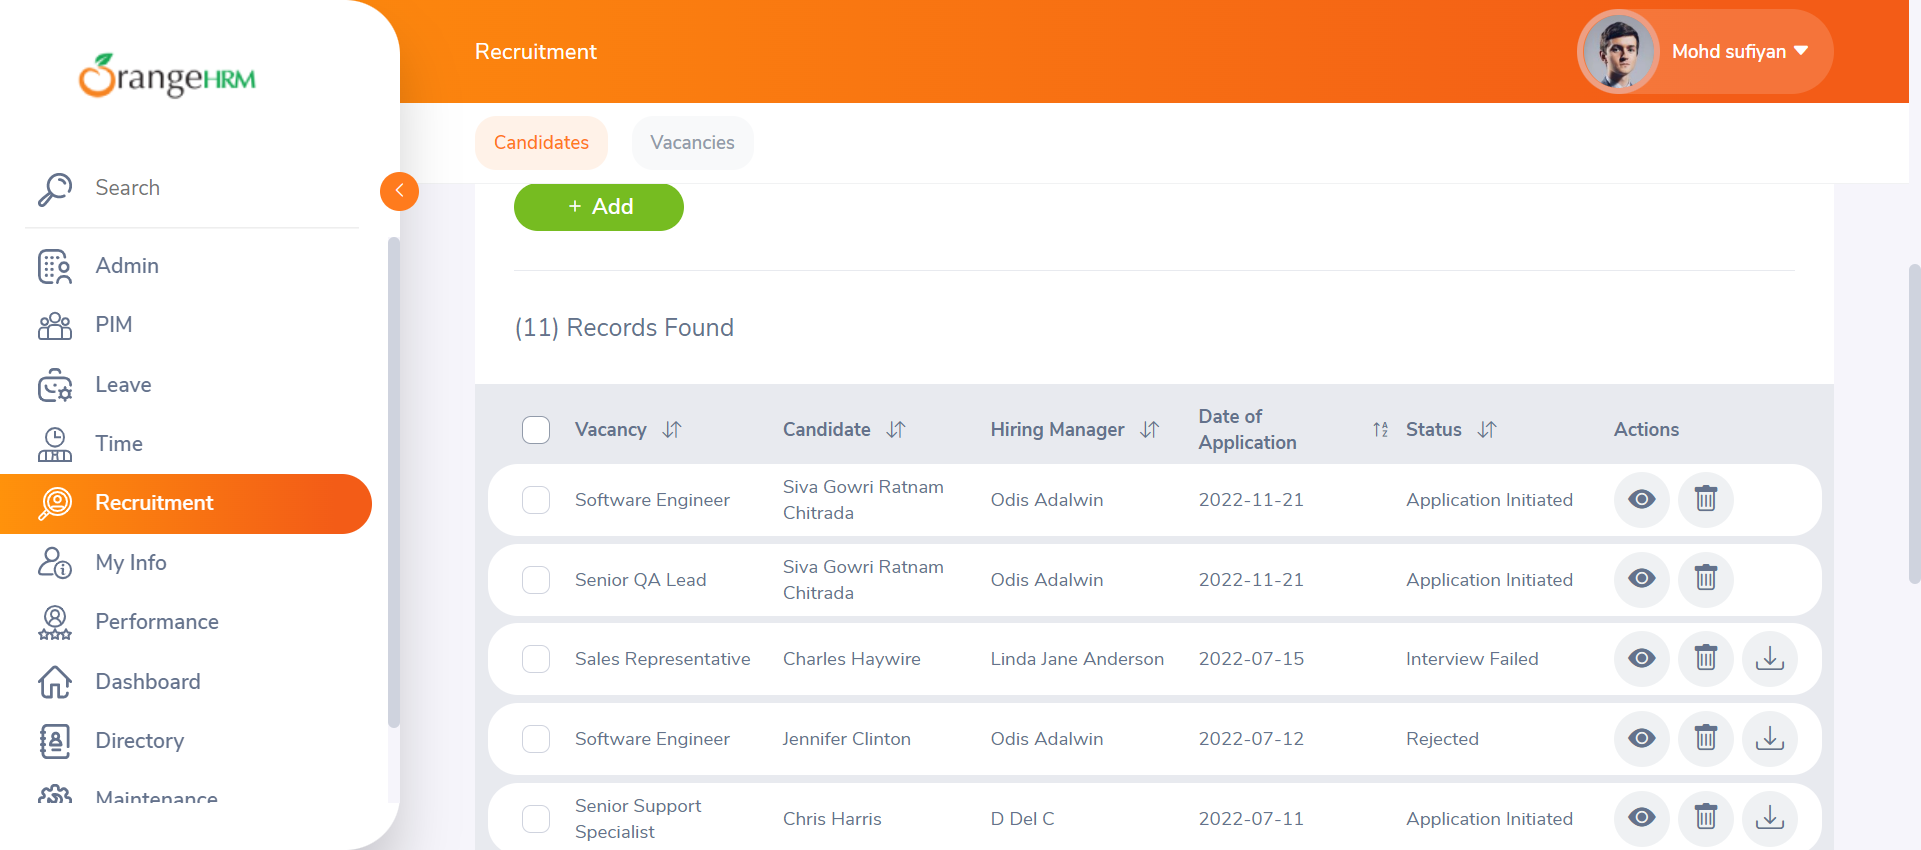 OrangeHRM
Recruitment
Mohd sufiyan
Candidates
Vacancies
Search
Admin
PIM
Leave
Time
Recruitment
My Info
Performance
Dashboard
Directory
Maintenance
+ Add
(11) Records Found
Vacancy Candidate Hiring Manager Date of Application Status Actions
Software Engineer Siva Gowri Ratnam Chitrada Odis Adalwin 2022-11-21 Application Initiated
Senior QA Lead Siva Gowri Ratnam Chitrada Odis Adalwin 2022-11-21 Application Initiated
Sales Representative Charles Haywire Linda Jane Anderson 2022-07-15 Interview Failed
Software Engineer Jennifer Clinton Odis Adalwin 2022-07-12 Rejected
Senior Support Specialist Chris Harris D Del C 2022-07-11 Application Initiated